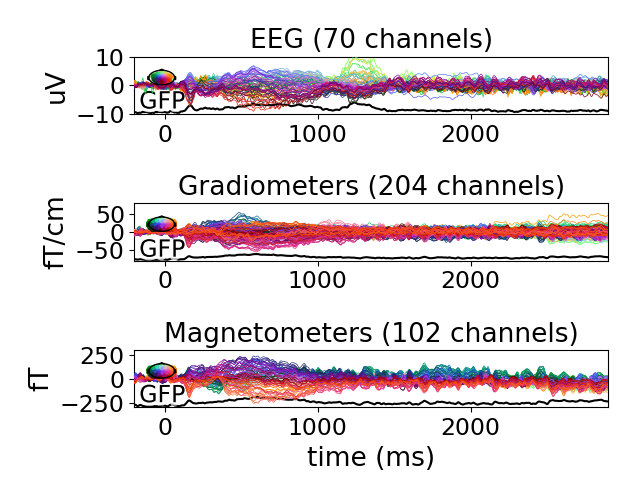 EEG (70 channels)
10
0
−10
uV
GFP
0
1000
2000
Gradiometers (204 channels)
50
0
−50
fT/cm
GFP
0
1000
2000
Magnetometers (102 channels)
250
0
−250
fT
GFP
0
1000
2000
time (ms)